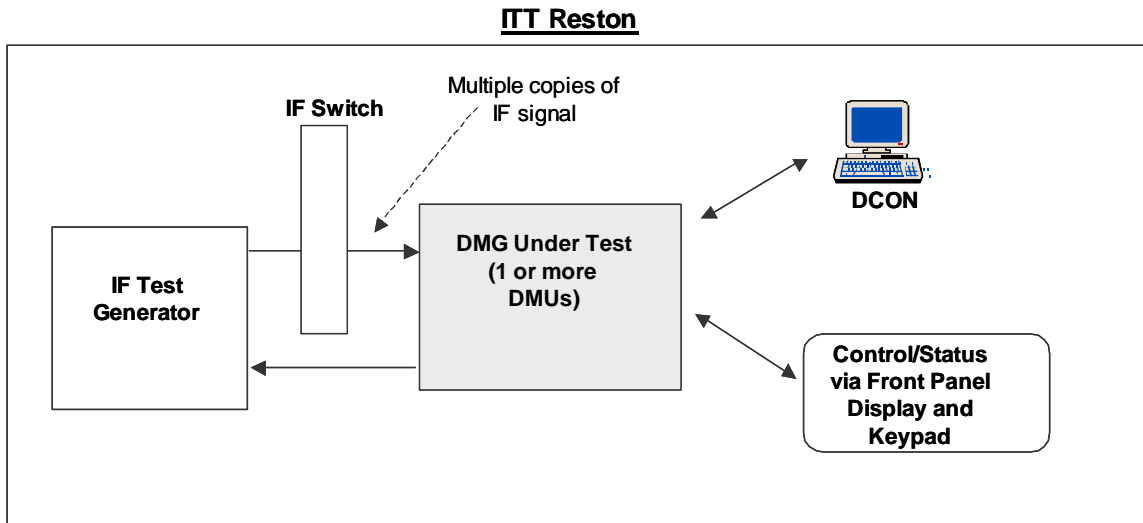 ITT Reston
Multiple copies of
IF signal
IF Switch
DCON
DMG Under Test
(1 or more
DMUs)
IF Test
Generator
Control/Status
via Front Panel
Display and
Keypad